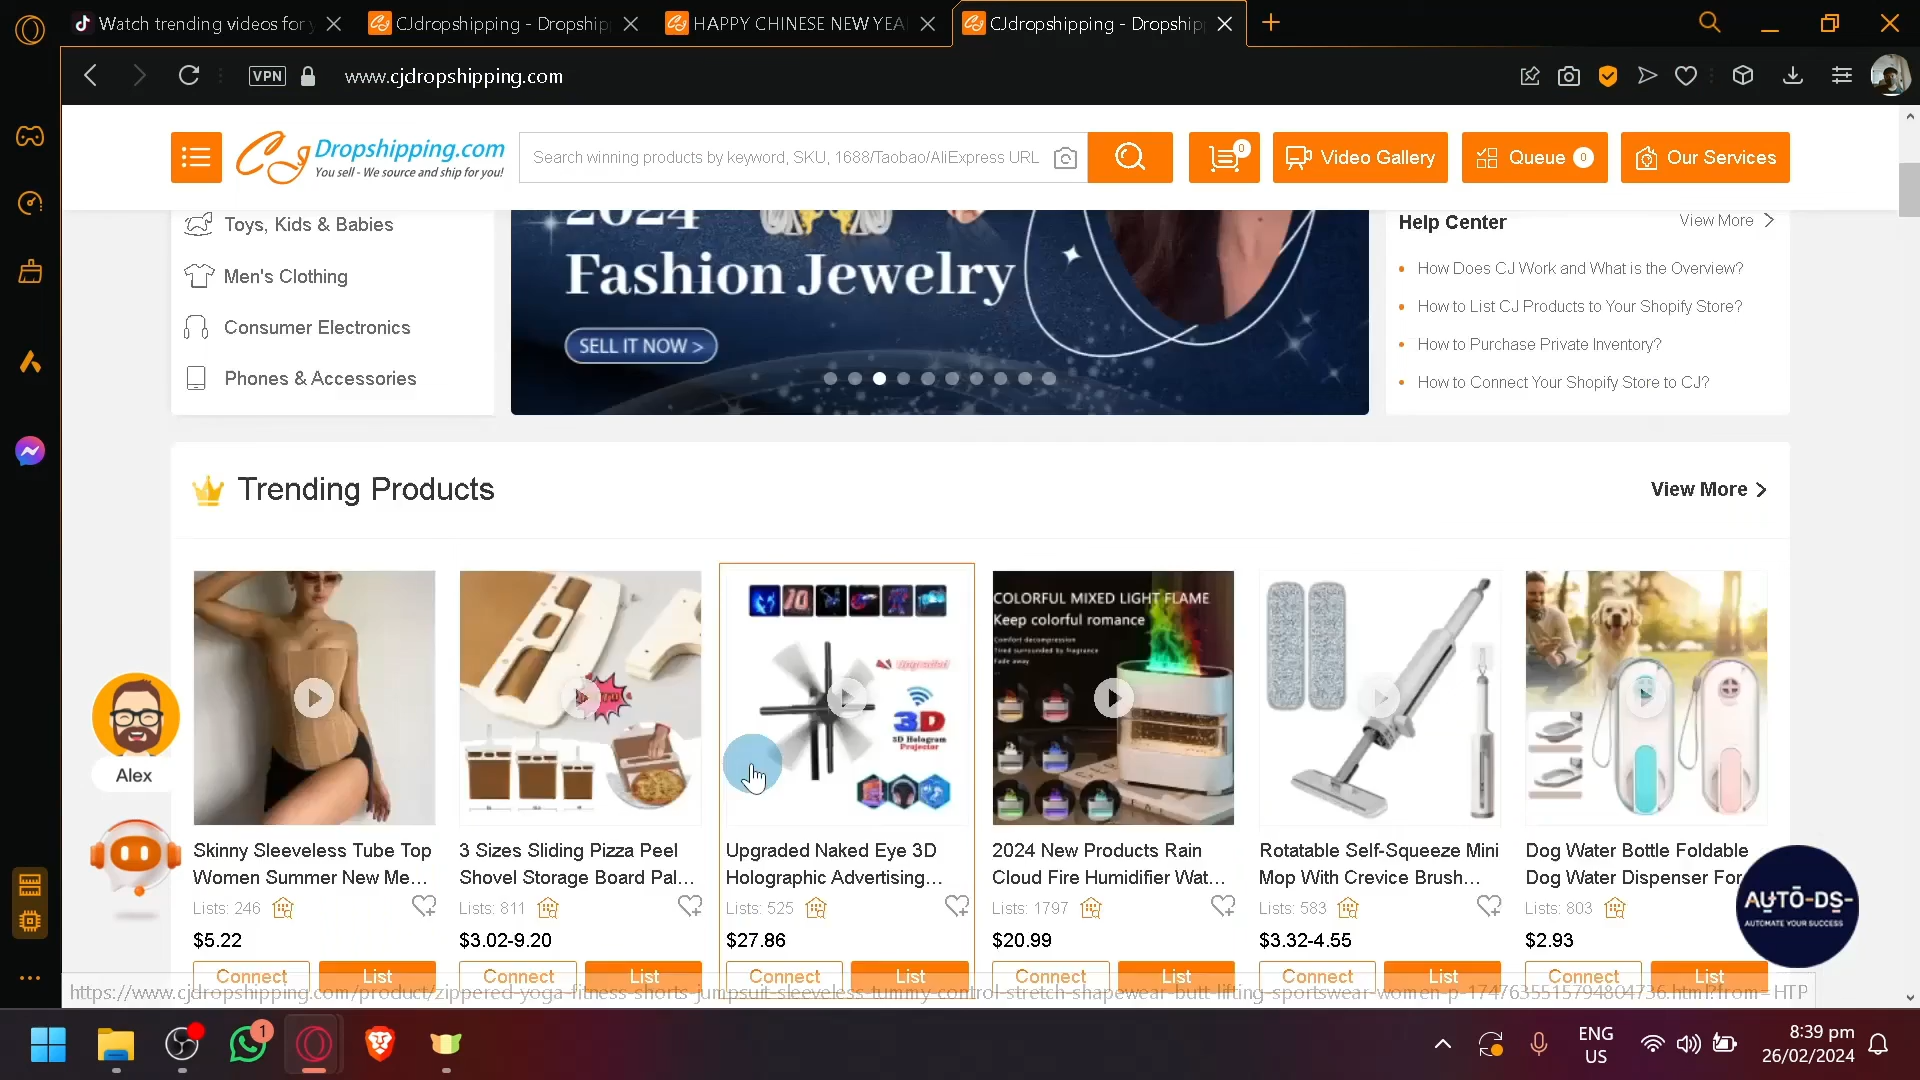 Watch trending videos for y
CJdropshipping - Dropship
HAPPY CHINESE NEW YEA
CJdropshipping - Dropship
VPN
www.cjdropshipping.com
CJ Dropshipping.com
You sell - We source and ship for you!
Search winning products by keyword, SKU, 1688/Taobao/AliExpress URL
0
Video Gallery
Queue 0
Our Services
Toys, Kids & Babies
Men's Clothing
Consumer Electronics
Phones & Accessories
2024
Fashion Jewelry
SELL IT NOW >
Help Center
View More
How Does CJ Work and What is the Overview?
How to List CJ Products to Your Shopify Store?
How to Purchase Private Inventory?
How to Connect Your Shopify Store to CJ?
Trending Products
View More
COLORFUL MIXED LIGHT FLAME
Keep colorful romance
Comfort decompression
Tired surrounded by fragrance
Fade away
3D
3D Hologram
Projector
Alex
Skinny Sleeveless Tube Top
Women Summer New Me...
Lists: 246
$5.22
Connect
List
3 Sizes Sliding Pizza Peel
Shovel Storage Board Pal...
Lists: 811
$3.02-9.20
Connect
List
Upgraded Naked Eye 3D
Holographic Advertising...
Lists: 525
$27.86
Connect
List
2024 New Products Rain
Cloud Fire Humidifier Wat...
Lists: 1797
$20.99
Connect
List
Rotatable Self-Squeeze Mini
Mop With Crevice Brush...
Lists: 583
$3.32-4.55
Connect
List
Dog Water Bottle Foldable
Dog Water Dispenser For
Lists: 803
$2.93
Connect
List
AUTO-DS-
AUTOMATE YOUR SUCCESS
https://www.cjdropshipping.com/product/zippered-yoga-fitness-shorts-jumpsuit-sleeveless-tummy-control-stretch-shapewear-butt-lifting-sportswear-women-p-1747635515794804736.html?from=HTP
1
ENG
US
8:39 pm
26/02/2024